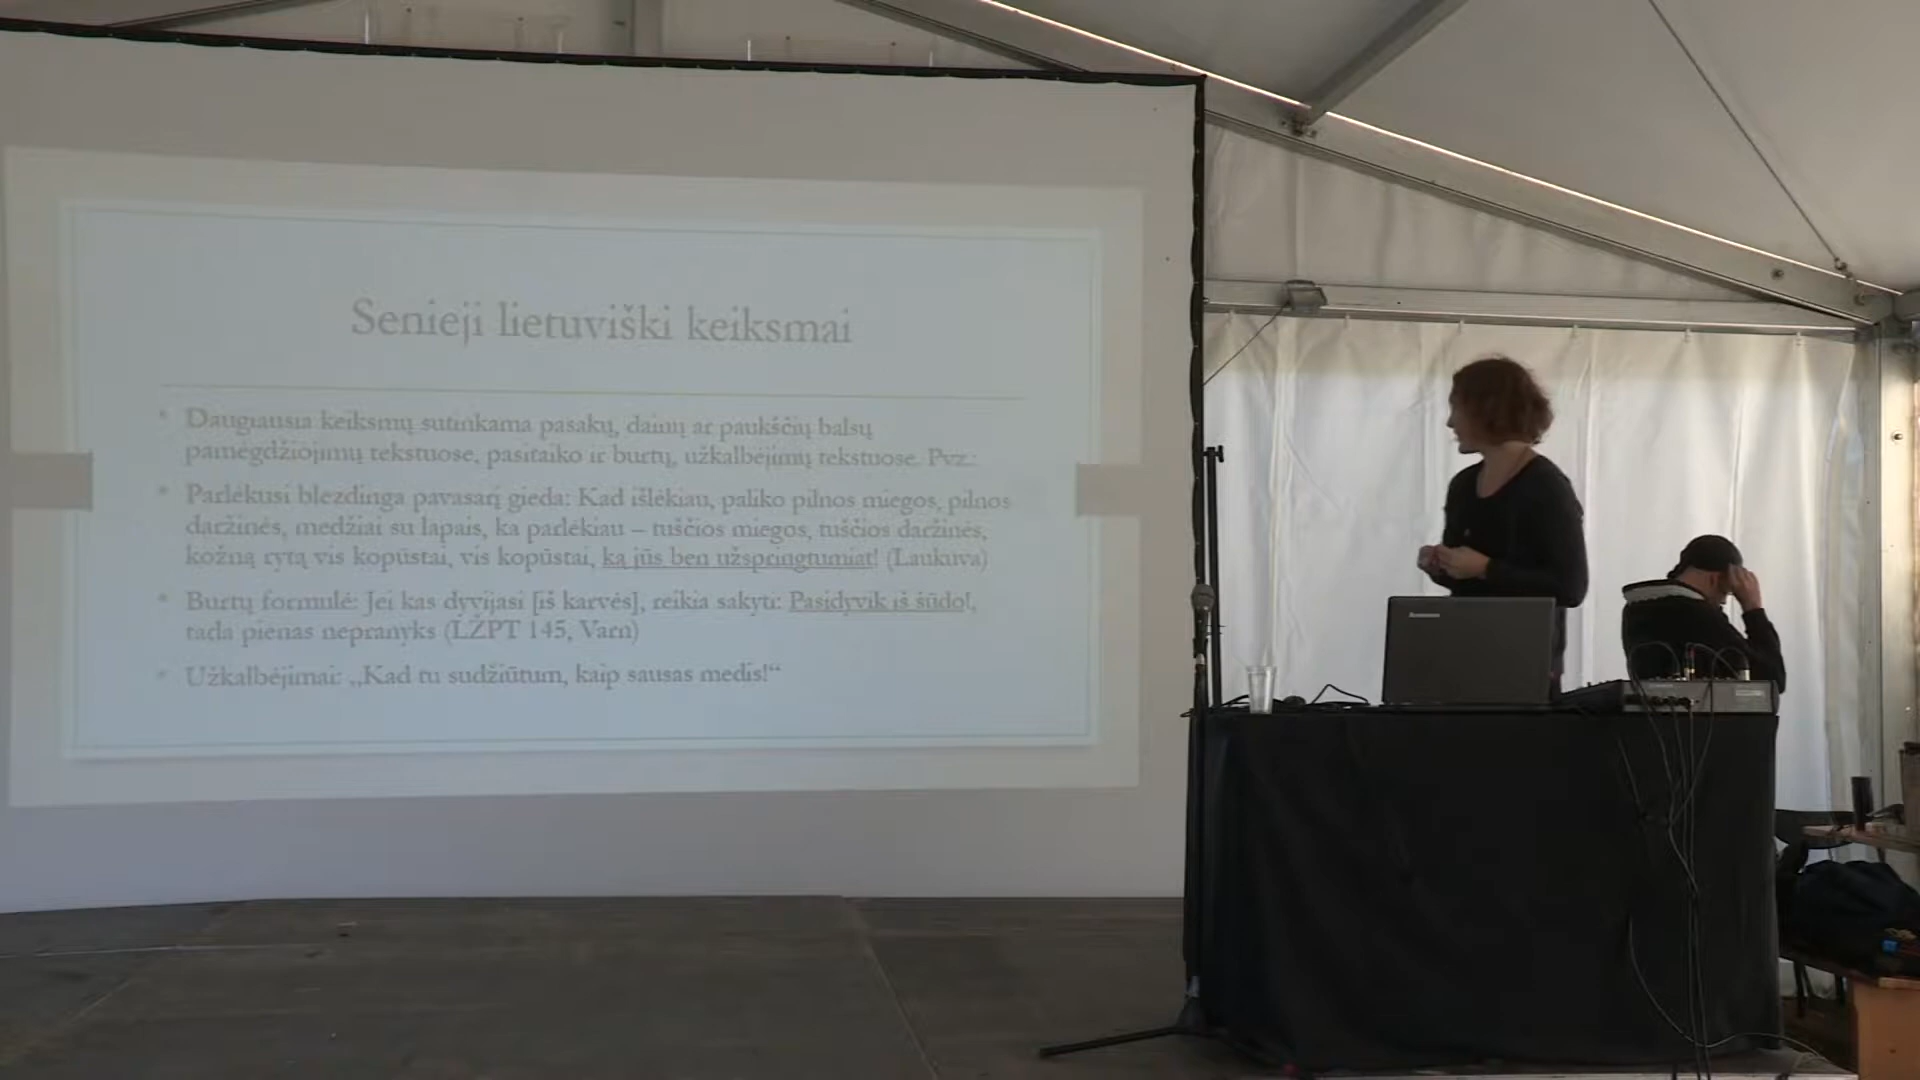 Senieji lietuviški keiksmai
Daugiausia keiksmų sutinkama pasakų, dainų ar paukščių balsų
pamėgdžiojimų tekstuose, pasitaiko ir burtų, užkalbėjimų tekstuose. Pvz.:
Parlėkusi blezdinga pavasarį gieda: Kad išlėkiau, paliko pilnos miegos, pilnos
daržinės, medžiai su lapais, ka parlėkiau – tuščios miegos, tuščios daržinės,
kožną rytą vis kopūstai, vis kopūstai, ka jūs ben užspringtumiat! (Laukuva)
Burtų formulė: Jei kas dyvijasi [iš karvės], reikia sakyti: Pasidyvik iš šūdo!,
tada pienas nepranyks (LŽPT 145, Varn)
Užkalbėjimai: „Kad tu sudžiūtum, kaip sausas medis!“
lenovo